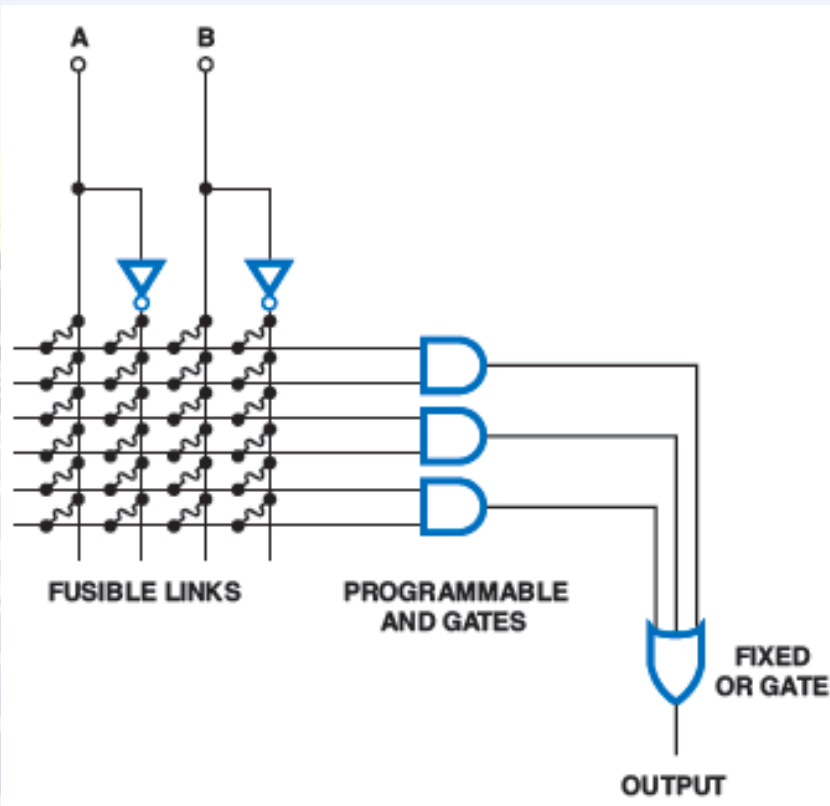 A
B
FUSIBLE LINKS
PROGRAMMABLE
AND GATES
FIXED
OR GATE
OUTPUT